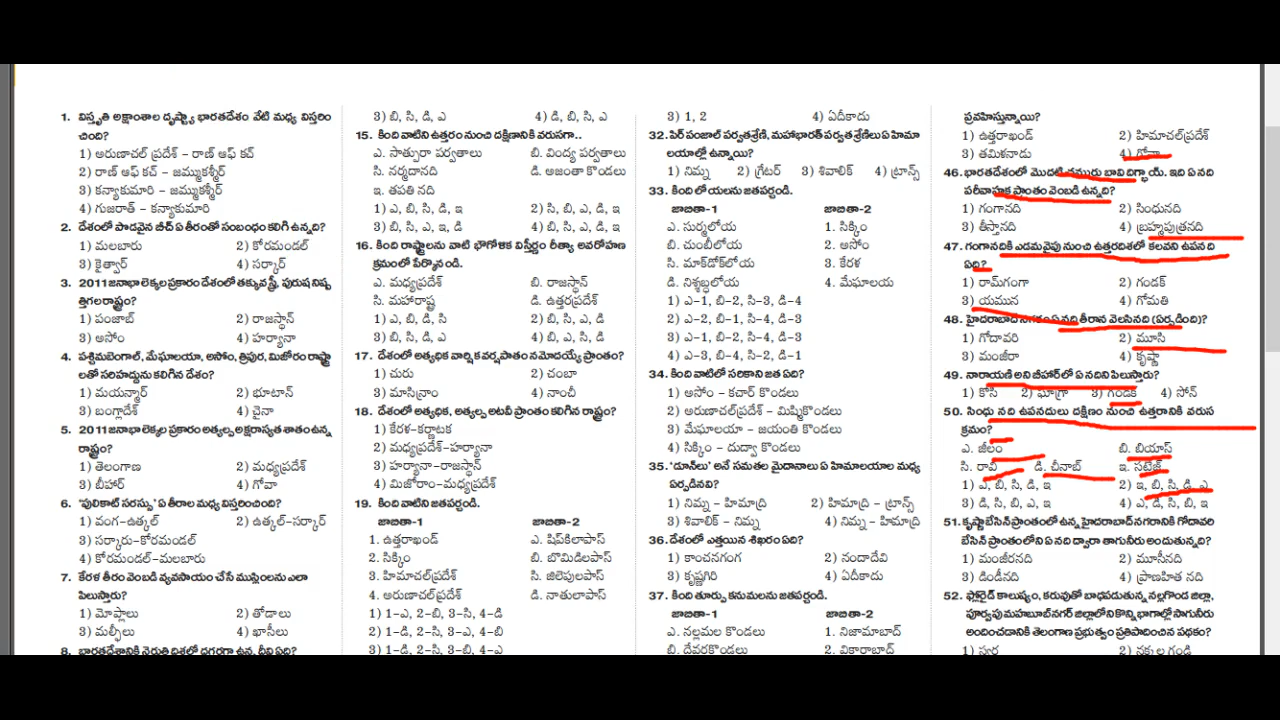 1. విస్తృతి అక్షాంశాల దృష్ట్యా భారతదేశం వేటి మధ్య విస్తరిం
చింది?
1) అరుణాచల్ ప్రదేశ్ - రాణ్ ఆఫ్ కచ్
2) రాణ్ ఆఫ్ కచ్ - జమ్ముకశ్మీర్
3) కన్యాకుమారి - జమ్ముకశ్మీర్
4) గుజరాత్ - కన్యాకుమారి
2. దేశంలో పొడవైన బీచ్ ఏ తీరంతో సంబంధం కలిగి ఉన్నది?
1) మలబారు 2) కోరమండల్
3) కైత్వార్ 4) సర్కార్
3. 2011 జనాభా లెక్కల ప్రకారం దేశంలో తక్కువ స్త్రీ, పురుష నిష్ప
త్తిగల రాష్ట్రం?
1) పంజాబ్ 2) రాజస్థాన్
3) అసోం 4) హర్యానా
4. పశ్చిమబెంగాల్, మేఘాలయా, అసోం, త్రిపుర, మిజోరం రాష్ట్రా
లతో సరిహద్దును కలిగిన దేశం?
1) మయన్మార్ 2) భూటాన్
3) బంగ్లాదేశ్ 4) చైనా
5. 2011 జనాభా లెక్కల ప్రకారం అత్యల్ప అక్షరాస్యత శాతం ఉన్న
రాష్ట్రం?
1) తెలంగాణ 2) మధ్యప్రదేశ్
3) బీహార్ 4) గోవా
6. 'పులికాట్ సరస్సు' ఏ తీరాల మధ్య విస్తరించింది?
1) వంగ-ఉత్కల్ 2) ఉత్కల్-సర్కార్
3) సర్కారు-కోరమండల్
4) కోరమండల్-మలబారు
7. కేరళ తీరం వెంబడి వ్యవసాయం చేసే ముస్లింలను ఎలా
పిలుస్తారు?
1) మోప్లాలు 2) తోడాలు
3) మల్ఫీలు 4) ఖాసీలు
8. భారతదేశానికి నైరుతి దిశలో దగ్గరగా ఉన్న ద్వీపి ఏది?
3) బి, సి, డి, ఎ 4) డి, బి, సి, ఎ
15. కింది వాటిని ఉత్తరం నుంచి దక్షిణానికి వరుసగా..
ఎ. సాత్పురా పర్వతాలు బి. వింధ్య పర్వతాలు
సి. నర్మదానది డి. అజంతా కొండలు
ఇ. తపతి నది
1) ఎ, బి, సి, డి, ఇ 2) సి, బి, ఎ, డి, ఇ
3) బి, సి, ఎ, ఇ, డి 4) బి, సి, ఎ, డి, ఇ
16. కింది రాష్ట్రాలను వాటి భౌగోళిక విస్తీర్ణం రీత్యా అవరోహణ
క్రమంలో పేర్కొనండి.
ఎ. మధ్యప్రదేశ్ బి. రాజస్థాన్
సి. మహారాష్ట్ర డి. ఉత్తరప్రదేశ్
1) ఎ, బి, డి, సి 2) బి, సి, ఎ, డి
3) బి, సి, డి, ఎ 4) బి, ఎ, సి, డి
17. దేశంలో అత్యధిక వార్షిక వర్షపాతం నమోదయ్యే ప్రాంతం?
1) చురు 2) చంబా
3) మాసిన్రాం 4) నాంచీ
18. దేశంలో అత్యధిక, అత్యల్ప అటవీ ప్రాంతం కలిగిన రాష్ట్రం?
1) కేరళ-కర్ణాటక
2) మధ్యప్రదేశ్-హర్యానా
3) హర్యానా-రాజస్థాన్
4) మిజోరాం-మధ్యప్రదేశ్
19. కింది వాటిని జతపర్చండి.
జాబితా-1 జాబితా-2
1. ఉత్తరాఖండ్ ఎ. షిప్‌కిలాపాస్
2. సిక్కిం బి. బొమిడిలపాస్
3. హిమాచల్‌ప్రదేశ్ సి. జిలెపులపాస్
4. అరుణాచల్‌ప్రదేశ్ డి. నాతులాపాస్
1) 1-ఎ, 2-బి, 3-సి, 4-డి
2) 1-డి, 2-సి, 3-ఎ, 4-బి
3) 1-డి, 2-సి, 3-బి, 4-ఎ
3) 1, 2 4) ఏదీకాదు
32. పిర్ పంజాల్ పర్వతశ్రేణి, మహాభారత్ పర్వత శ్రేణిలు ఏ హిమా
లయాల్లో ఉన్నాయి?
1) నిమ్న 2) గ్రేటర్ 3) శివాలిక్ 4) ట్రాన్స్
33. కింది లోయలను జతపర్చండి.
జాబితా-1 జాబితా-2
ఎ. సుర్మలోయ 1. సిక్కిం
బి. చుంబీలోయ 2. అసోం
సి. మాక్‌డోక్‌లోయ 3. కేరళ
డి. నిశ్శబ్ధలోయ 4. మేఘాలయ
1) ఎ-1, బి-2, సి-3, డి-4
2) ఎ-2, బి-1, సి-4, డి-3
3) ఎ-1, బి-2, సి-4, డి-3
4) ఎ-3, బి-4, సి-2, డి-1
34. కింది వాటిలో సరికాని జత ఏది?
1) అసోం - కచార్ కొండలు
2) అరుణాచల్‌ప్రదేశ్ - మిష్మికొండలు
3) మేఘాలయా - జయంతి కొండలు
4) సిక్కిం - దుద్వా కొండలు
35. 'డూన్‌లు' అనే సమతల మైదానాలు ఏ హిమాలయాల మధ్య
ఏర్పడినవి?
1) నిమ్న - హిమాద్రి 2) హిమాద్రి - ట్రాన్స్
3) శివాలిక్ - నిమ్న 4) నిమ్న - హిమాద్రి
36. దేశంలో ఎత్తయిన శిఖరం ఏది?
1) కాంచనగంగ 2) నందాదేవి
3) కృష్ణగిరి 4) ఏదీకాదు
37. కింది తూర్పు కనుమలను జతపర్చండి.
జాబితా-1 జాబితా-2
ఎ. నల్లమల కొండలు 1. నిజామాబాద్
బి. దేవరకొండలు 2. వికారాబాద్
ప్రవహిస్తున్నాయి?
1) ఉత్తరాఖండ్ 2) హిమాచల్‌ప్రదేశ్
3) తమిళనాడు 4) గోవా
46. భారతదేశంలో మొదటి చమురు బావి దిగ్బాయ్. ఇది ఏ నది
పరీవాహక ప్రాంతం వెంబడి ఉన్నది?
1) గంగానది 2) సింధునది
3) తీస్తానది 4) బ్రహ్మపుత్రనది
47. గంగానదికి ఎడమవైపు నుంచి ఉత్తరదిశలో కలవని ఉపనది
ఏది?
1) రామ్‌గంగా 2) గండక్
3) యమున 4) గోమతి
48. హైదరాబాద్ నగరం ఏ నది తీరాన వెలసినది (ఏర్పడింది)?
1) గోదావరి 2) మూసి
3) మంజీరా 4) కృష్ణా
49. నారాయణి అని బీహార్‌లో ఏ నదిని పిలుస్తారు?
1) కోసి 2) ఘాగ్రా 3) గండక్ 4) సోన్
50. సింధు నది ఉపనదులు దక్షిణం నుంచి ఉత్తరానికి వరుస
క్రమం?
ఎ. జీలం బి. బియాస్
సి. రావి డి. చీనాబ్ ఇ. సట్లెజ్
1) ఎ, బి, సి, డి, ఇ 2) ఇ, బి, సి, డి, ఎ
3) డి, సి, బి, ఎ, ఇ 4) ఎ, డి, సి, బి, ఇ
51. కృష్ణాబేసిన్ ప్రాంతంలో ఉన్న హైదరాబాద్ నగరానికి గోదావరి
బేసిన్ ప్రాంతంలోని ఏ నది ద్వారా తాగునీరు అందుతున్నది?
1) మంజీరనది 2) మూసీనది
3) డిండీనది 4) ప్రాణహిత నది
52. ఫ్లోరైడ్ కాలుష్యం, కరువుతో బాధపడుతున్న నల్లగొండ జిల్లా,
పూర్వపు మహబూబ్‌నగర్ జిల్లాలోని కొన్ని భాగాల్లో సాగునీరు
అందించడానికి తెలంగాణ ప్రభుత్వం ప్రతిపాదించిన పథకం?
1) స్వర్ణ 2) నక్కలగండి